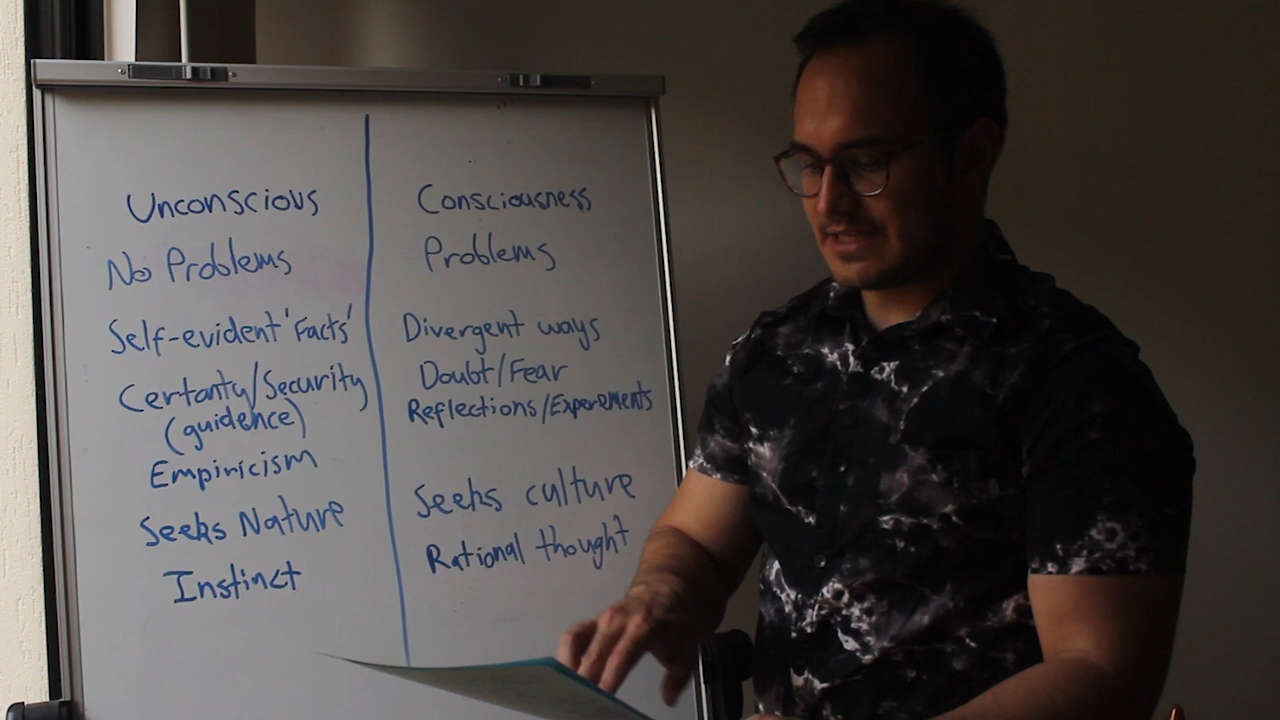 Unconscious
No Problems
Self-evident 'Facts'
Certanty/Security
(guidence)
Empiricism
Seeks Nature
Instinct
Consciousness
Problems
Divergent ways
Doubt/Fear
Reflections/Experements
Seeks culture
Rational thought